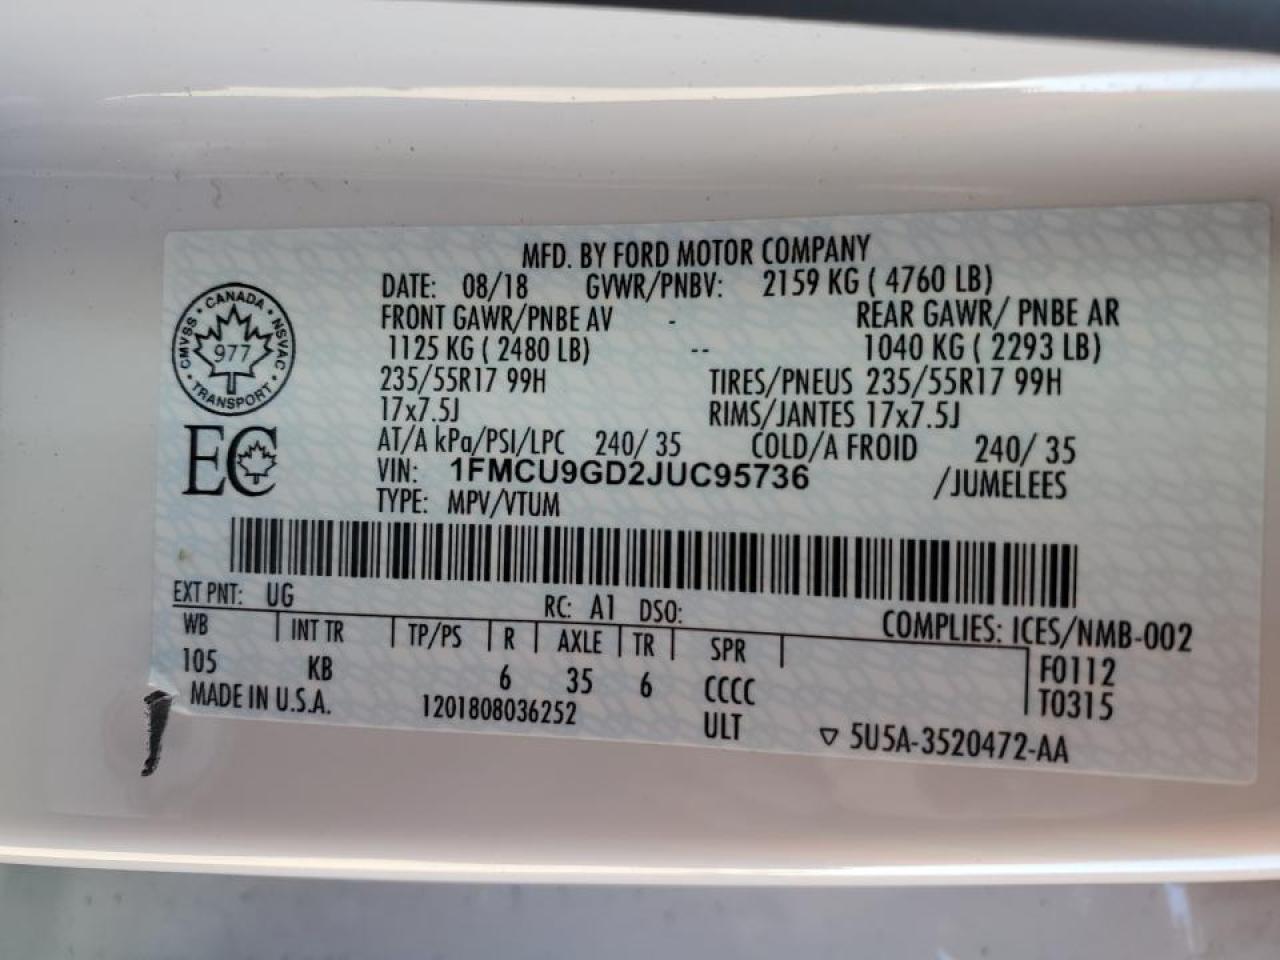 MFD. BY FORD MOTOR COMPANY
DATE: 08/18 GVWR/PNBV: 2159 KG ( 4760 LB)
FRONT GAWR/PNBE AV - REAR GAWR/ PNBE AR
1125 KG ( 2480 LB) -- 1040 KG ( 2293 LB)
235/55R17 99H TIRES/PNEUS 235/55R17 99H
17x7.5J RIMS/JANTES 17x7.5J
AT/A kPa/PSI/LPC 240/ 35 COLD/A FROID 240/ 35
VIN: 1FMCU9GD2JUC95736 /JUMELEES
TYPE: MPV/VTUM
CANADA
CMVSS NSVAC
977
TRANSPORT
EC
EXT PNT: UG RC: A1 DSO:
COMPLIES: ICES/NMB-002
WB INT TR TP/PS R AXLE TR SPR
105 KB 6 35 6 CCCC F0112
T0315
MADE IN U.S.A. 1201808036252 ULT ▽ 5U5A-3520472-AA